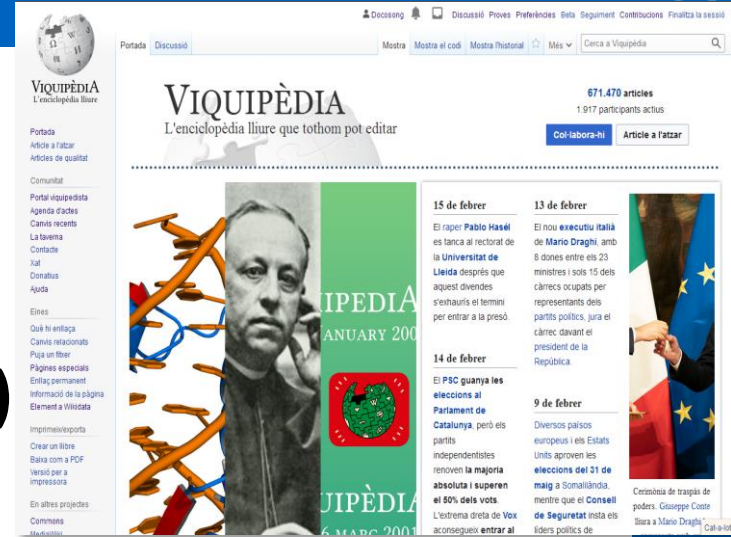 Docosong Discussió Proves Preferències Beta Seguiment Contribucions Finalitza la sessió
Portada Discussió Mostra Mostra el codi Mostra l'historial Més Cerca a Viquipèdia
VIQUIPÈDIA
L'enciclopèdia lliure
Portada
Article a l'atzar
Articles de qualitat
Comunitat
Portal viquipedista
Agenda d'actes
Canvis recents
La taverna
Contacte
Xat
Donatius
Ajuda
Eines
Què hi enllaça
Canvis relacionats
Puja un fitxer
Pàgines especials
Enllaç permanent
Informació de la pàgina
Element a Wikidata
Imprimeix/exporta
Crear un llibre
Baixa com a PDF
Versió per a
impressora
En altres projectes
Commons
MediaWiki
VIQUIPÈDIA
L'enciclopèdia lliure que tothom pot editar
671.470 articles
1.917 participants actius
Col·labora-hi Article a l'atzar
IPEDIA
ANUARY 200
UIPÈDIA
6 MARÇ 2001
15 de febrer
El raper Pablo Hasél
es tanca al rectorat de
la Universitat de
Lleida després que
aquest divendes
s'exhaurís el termini
per entrar a la presó.
14 de febrer
El PSC guanya les
eleccions al
Parlament de
Catalunya, però els
partits
independentistes
renoven la majoria
absoluta i superen
el 50% dels vots.
L'extrema dreta de Vox
aconsegueix entrar al
13 de febrer
El nou executiu italià
de Mario Draghi, amb
8 dones entre els 23
ministres i sols 15 dels
càrrecs ocupats per
representants dels
partits polítics, jura el
càrrec davant el
president de la
República.
9 de febrer
Diversos països
europeus i els Estats
Units aproven les
eleccions del 31 de
maig a Somalilàndia,
mentre que el Consell
de Seguretat insta els
líders polítics de
Cerimònia de traspàs de
poders. Giuseppe Conte
lliura a Mario Draghi
Cat-a-lot